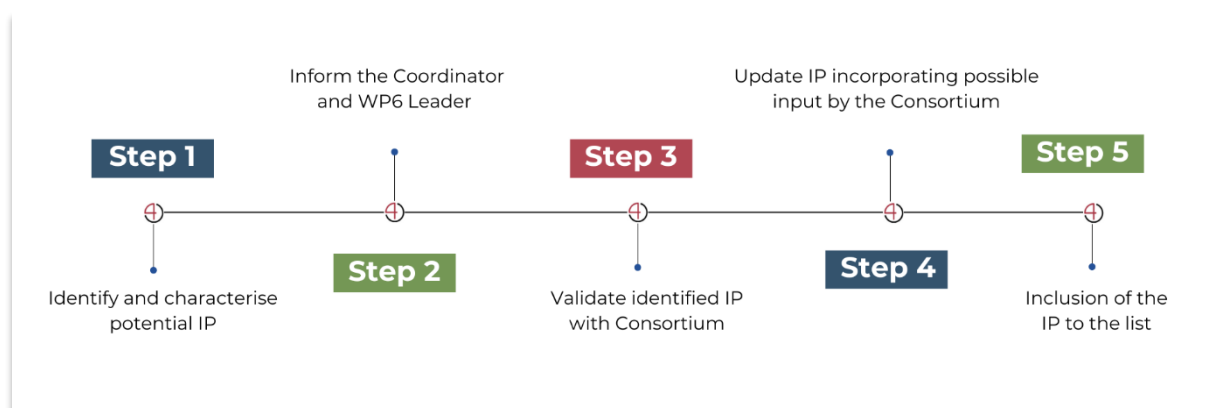 Step 1
Identify and characterise
potential IP
Inform the Coordinator
and WP6 Leader
Step 2
Step 3
Validate identified IP
with Consortium
Update IP incorporating possible
input by the Consortium
Step 4
Step 5
Inclusion of the
IP to the list